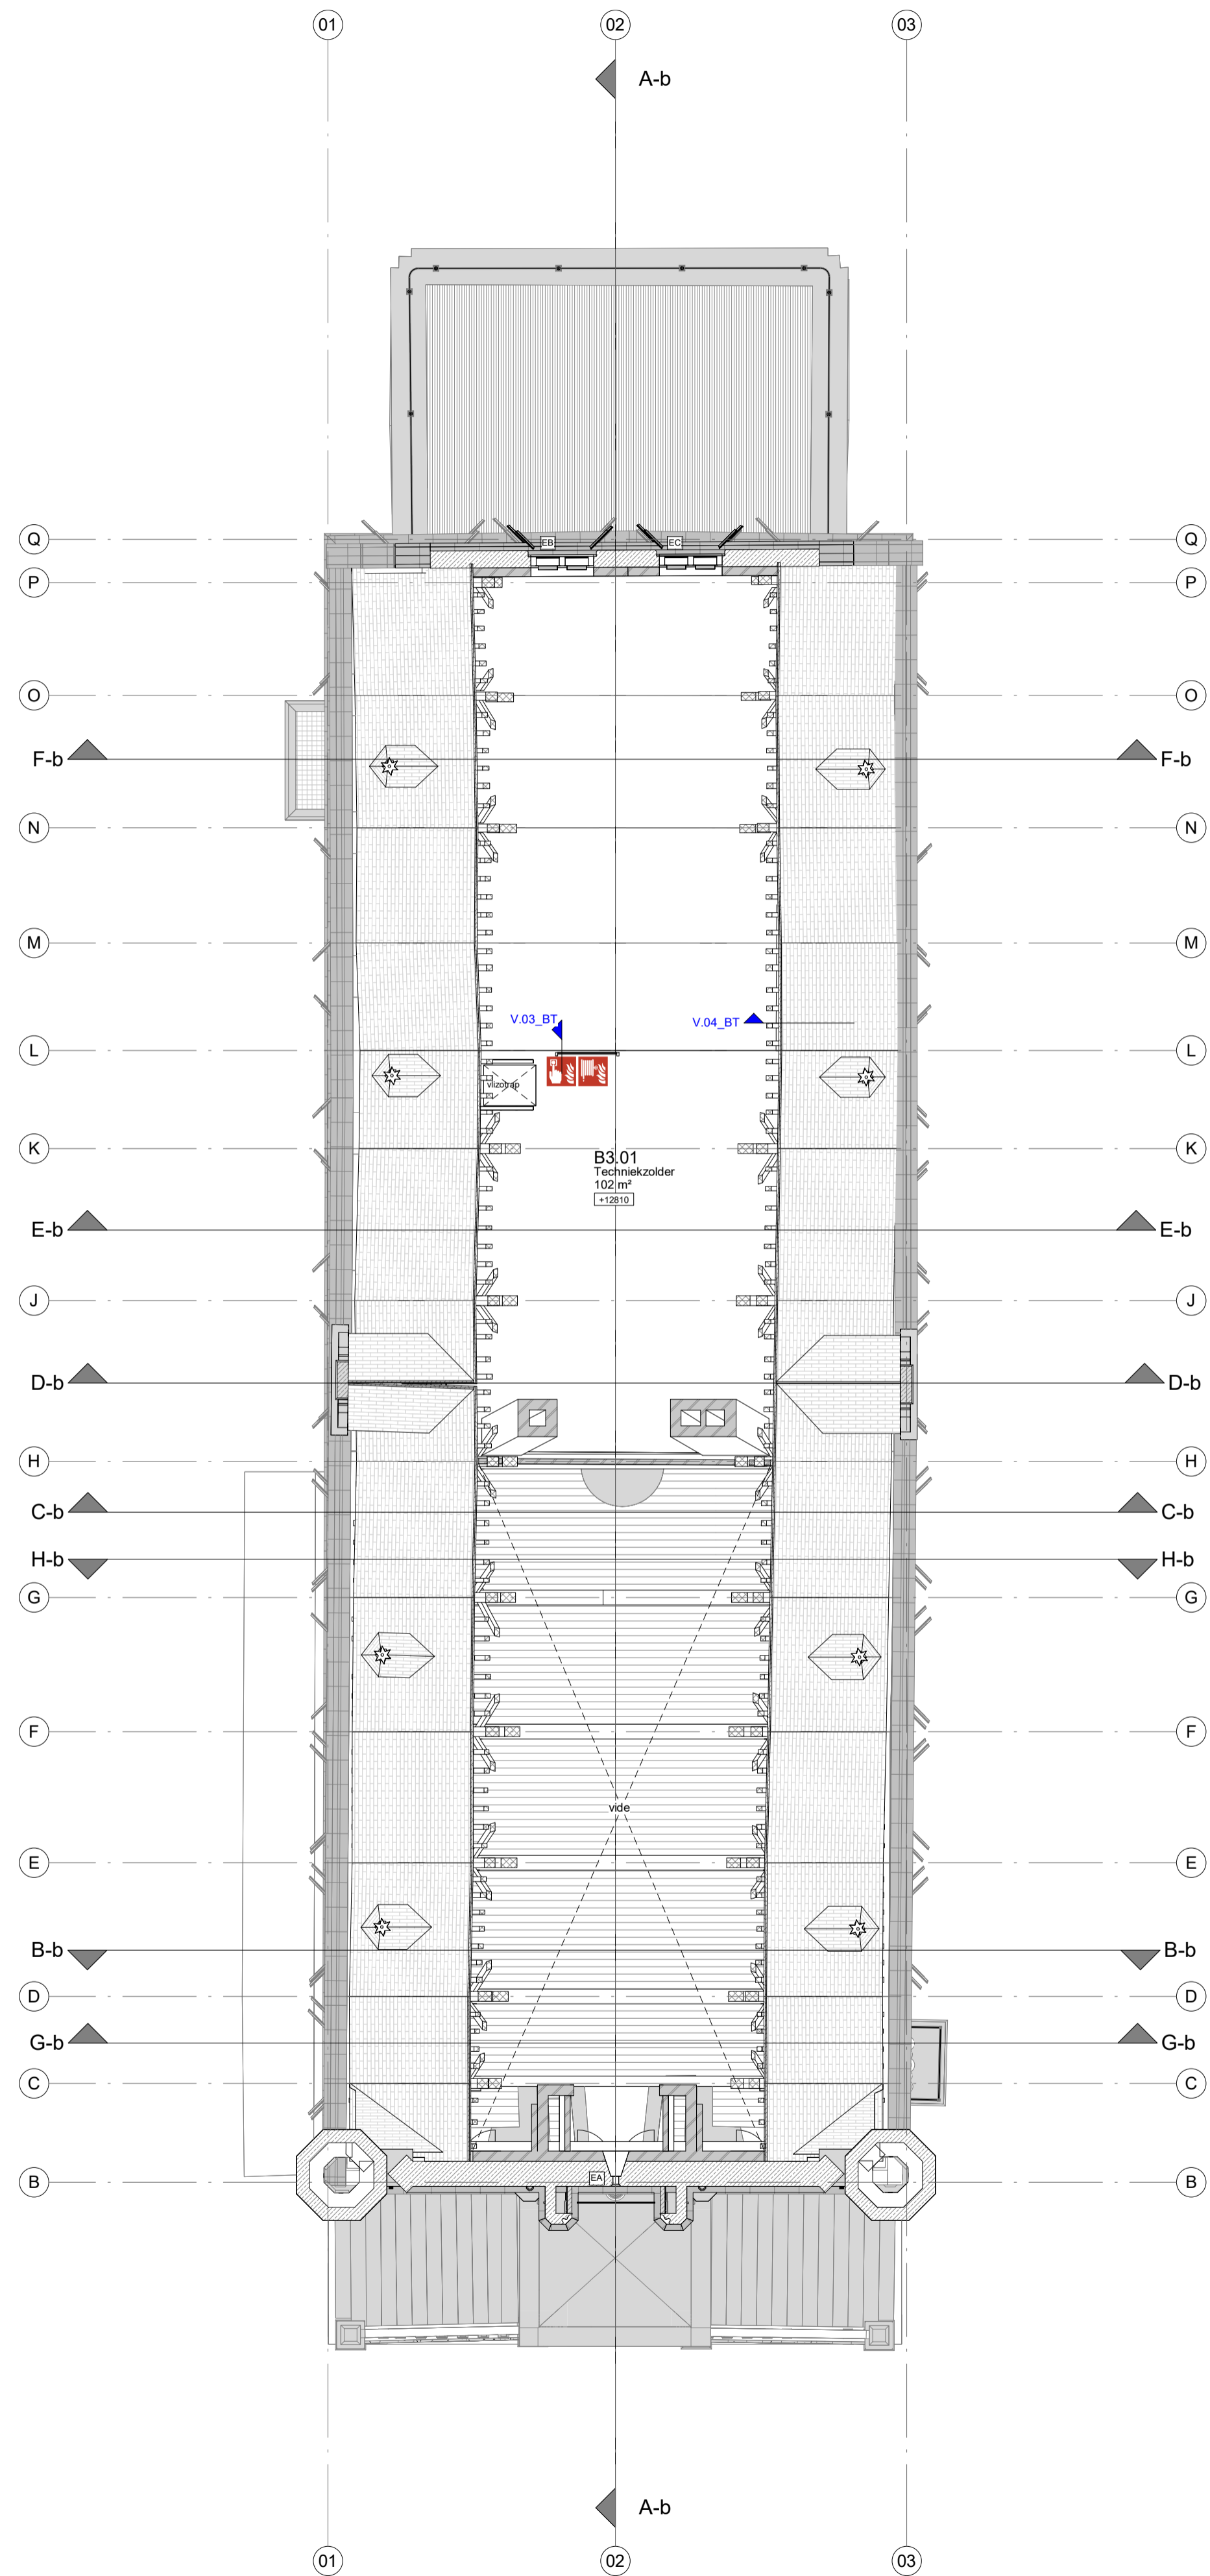 01 02 03
A-b
Q EB EC Q
P P
O O
F-b F-b
N N
M M
V.03_BT V.04_BT
L L
vlizotrap
K K
B3.01
Techniekzolder
102 m²
+12810
E-b E-b
J J
D-b D-b
H H
C-b C-b
H-b H-b
G G
F F
vide
E E
B-b B-b
D D
G-b G-b
C C
B EA B
A-b
01 02 03